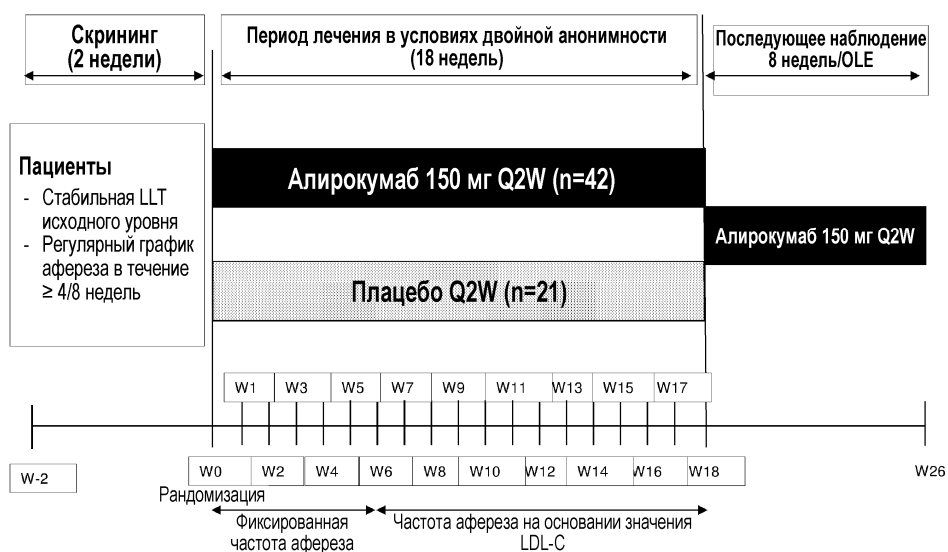 Скрининг
(2 недели)
Период лечения в условиях двойной анонимности
(18 недель)
Последующее наблюдение
8 недель/OLE
Пациенты
- Стабильная LLT
исходного уровня
- Регулярный график
афереза в течение
≥ 4/8 недель
Алирокумаб 150 мг Q2W (n=42)
Алирокумаб 150 мг Q2W
Плацебо Q2W (n=21)
W1 W3 W5 W7 W9 W11 W13 W15 W17
W-2 W0 W2 W4 W6 W8 W10 W12 W14 W16 W18 W26
Рандомизация
Фиксированная
частота афереза
Частота афереза на основании значения
LDL-C